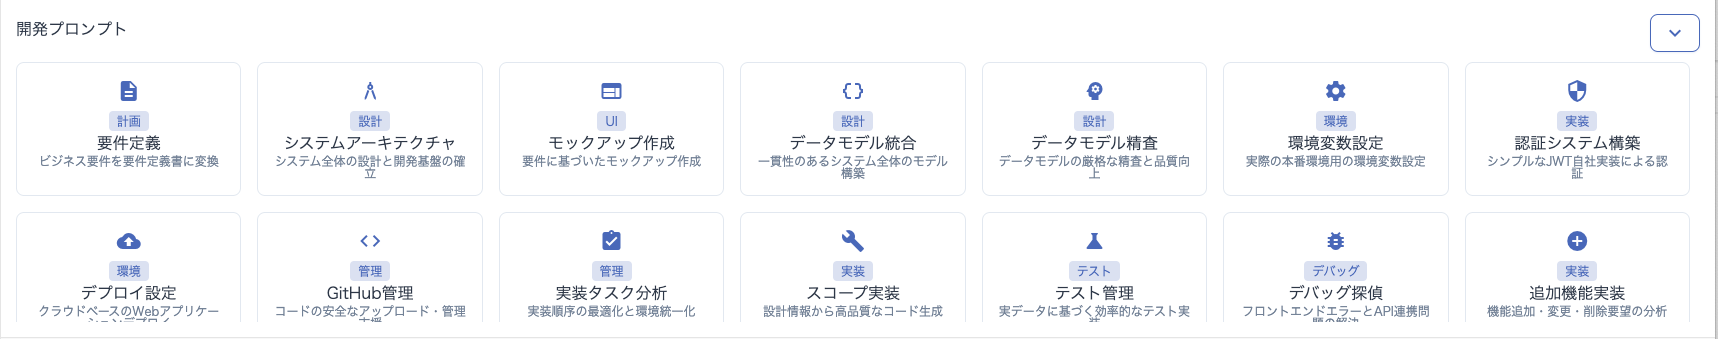 開発プロンプト
計画
要件定義
ビジネス要件を要件定義書に変換
設計
システムアーキテクチャ
システム全体の設計と開発基盤の確
立
UI
モックアップ作成
要件に基づいたモックアップ作成
設計
データモデル統合
一貫性のあるシステム全体のモデル
構築
設計
データモデル精査
データモデルの厳格な精査と品質向
上
環境
環境変数設定
実際の本番環境用の環境変数設定
実装
認証システム構築
シンプルなJWT自社実装による認
証
環境
デプロイ設定
クラウドベースのWebアプリケー
ションデプロイ
管理
GitHub管理
コードの安全なアップロード・管理
支援
管理
実装タスク分析
実装順序の最適化と環境統一化
実装
スコープ実装
設計情報から高品質なコード生成
テスト
テスト管理
実データに基づく効率的なテスト実
装
デバッグ
デバッグ探偵
フロントエンドエラーとAPI連携問
題の解決
実装
追加機能実装
機能追加・変更・削除要望の分析